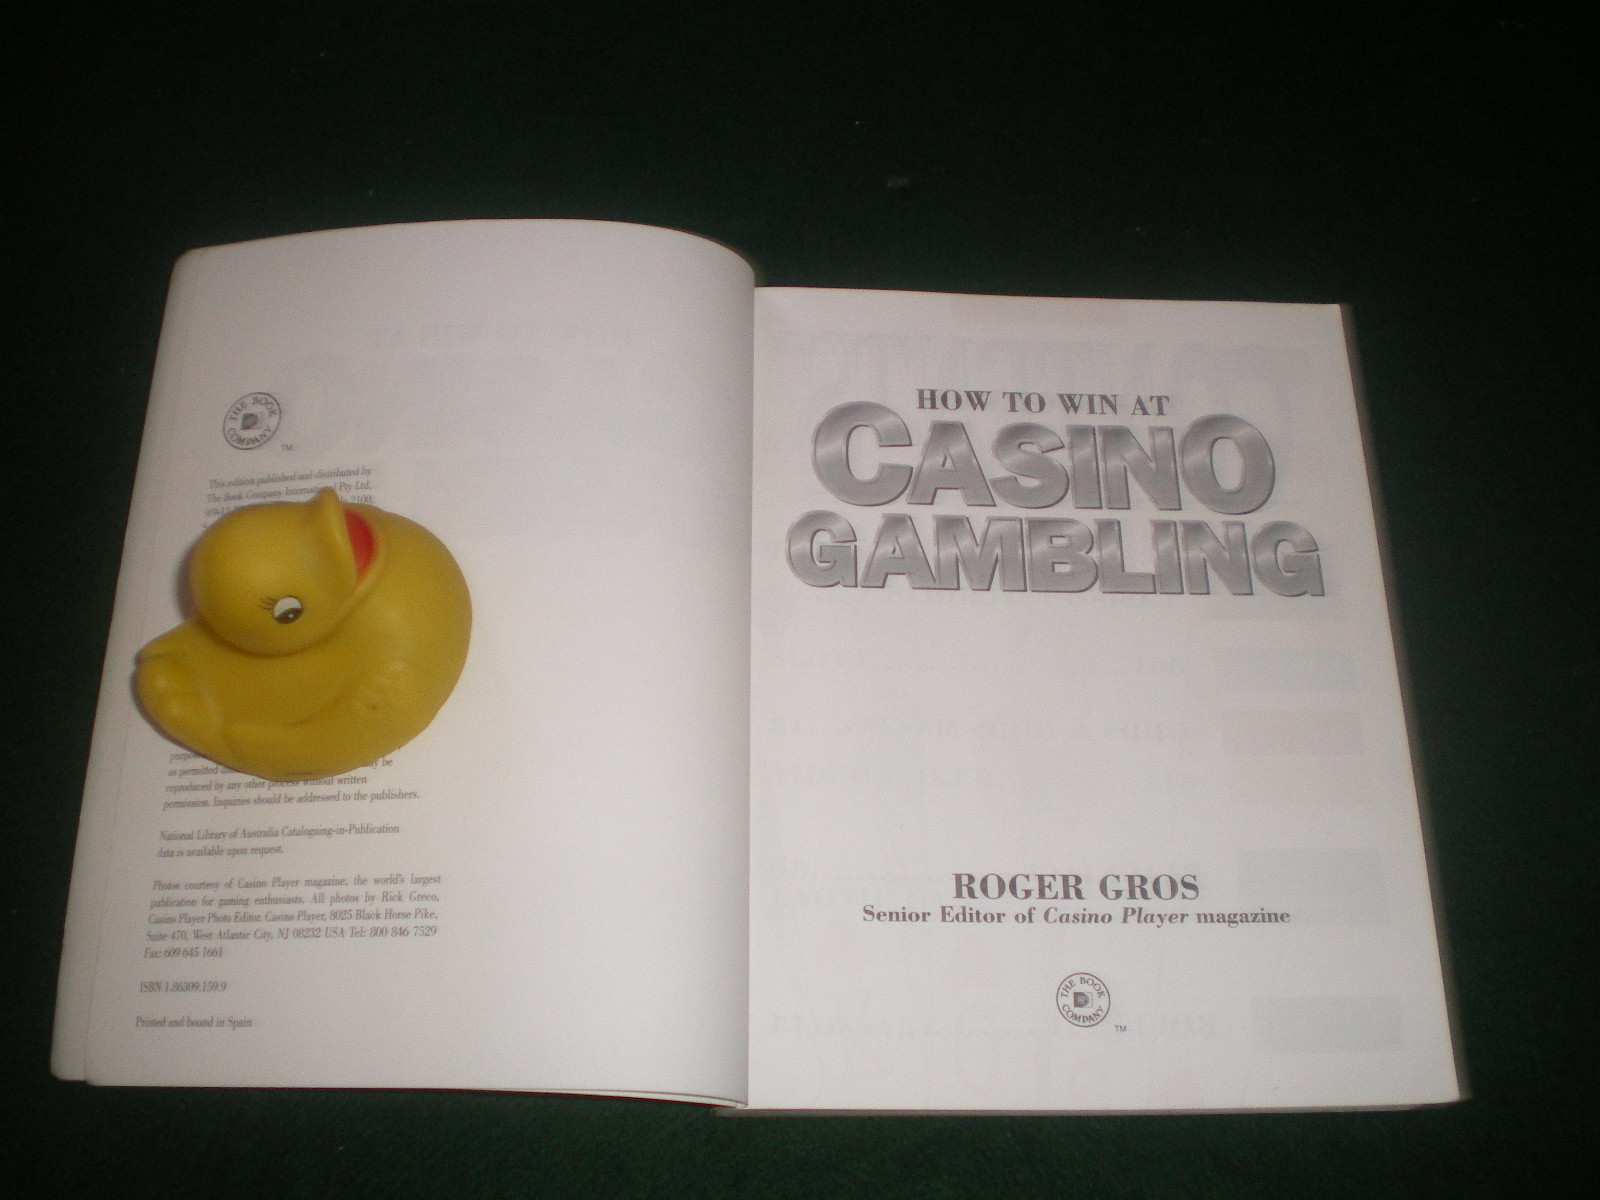 THE BOOK COMPANY
TM
This edition published and distributed by
The Book Company International Pty Ltd,
2100,
purpos
as permitted be
reproduced by any other process without written
permission. Inquiries should be addressed to the publishers.
National Library of Australia Cataloguing-in-Publication
data is available upon request.
Photos courtesy of Casino Player magazine, the world's largest
publication for gaming enthusiasts. All photos by Rick Greco,
Casino Player Photo Editor. Casino Player, 8025 Black Horse Pike,
Suite 470, West Atlantic City, NJ 08232 USA Tel: 800 846 7529
Fax: 609 645 1661
ISBN 1.86309.159.9
Printed and bound in Spain
HOW TO WIN AT
CASINO
GAMBLING
ROGER GROS
Senior Editor of Casino Player magazine
THE BOOK COMPANY
TM